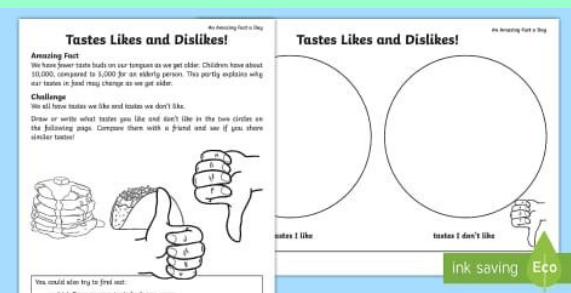 An Amazing Fact a Day
Tastes Likes and Dislikes!
Amazing Fact
We have fewer taste buds on our tongues as we get older. Children have about
10,000, compared to 5,000 for an elderly person. This partly explains why
our tastes in food may change as we get older.
Challenge
We all have tastes we like and tastes we don't like.
Draw or write what tastes you like and don't like in the two circles on
the following page. Compare them with a friend and see if you share
similar tastes!
You could also try to find out:
An Amazing Fact a Day
Tastes Likes and Dislikes!
tastes I like
tastes I don't like
ink saving
Eco